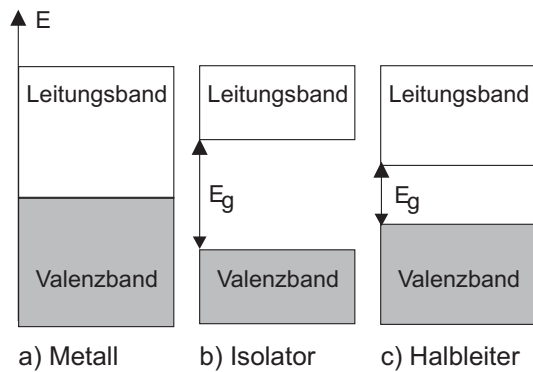 E
Leitungsband
Leitungsband
Leitungsband
Eg
Eg
Valenzband
Valenzband
Valenzband
a) Metall
b) Isolator
c) Halbleiter